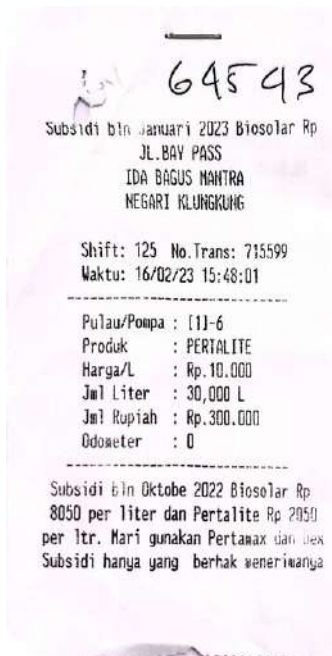 64543
Subsidi bln Januari 2023 Biosolar Rp
JL.BAY PASS
IDA BAGUS MANTRA
NEGARI KLUNGKUNG
Shift: 125 No.Trans: 715599
Waktu: 16/02/23 15:48:01
Pulau/Pompa : [1]-6
Produk : PERTALITE
Harga/L : Rp.10.000
Jml Liter : 30,000 L
Jml Rupiah : Rp.300.000
Odometer : 0
Subsidi bln Oktobe 2022 Biosolar Rp
8050 per liter dan Pertalite Rp 2050
per ltr. Mari gunakan Pertamax dan Dex
Subsidi hanya yang berhak menerimanya